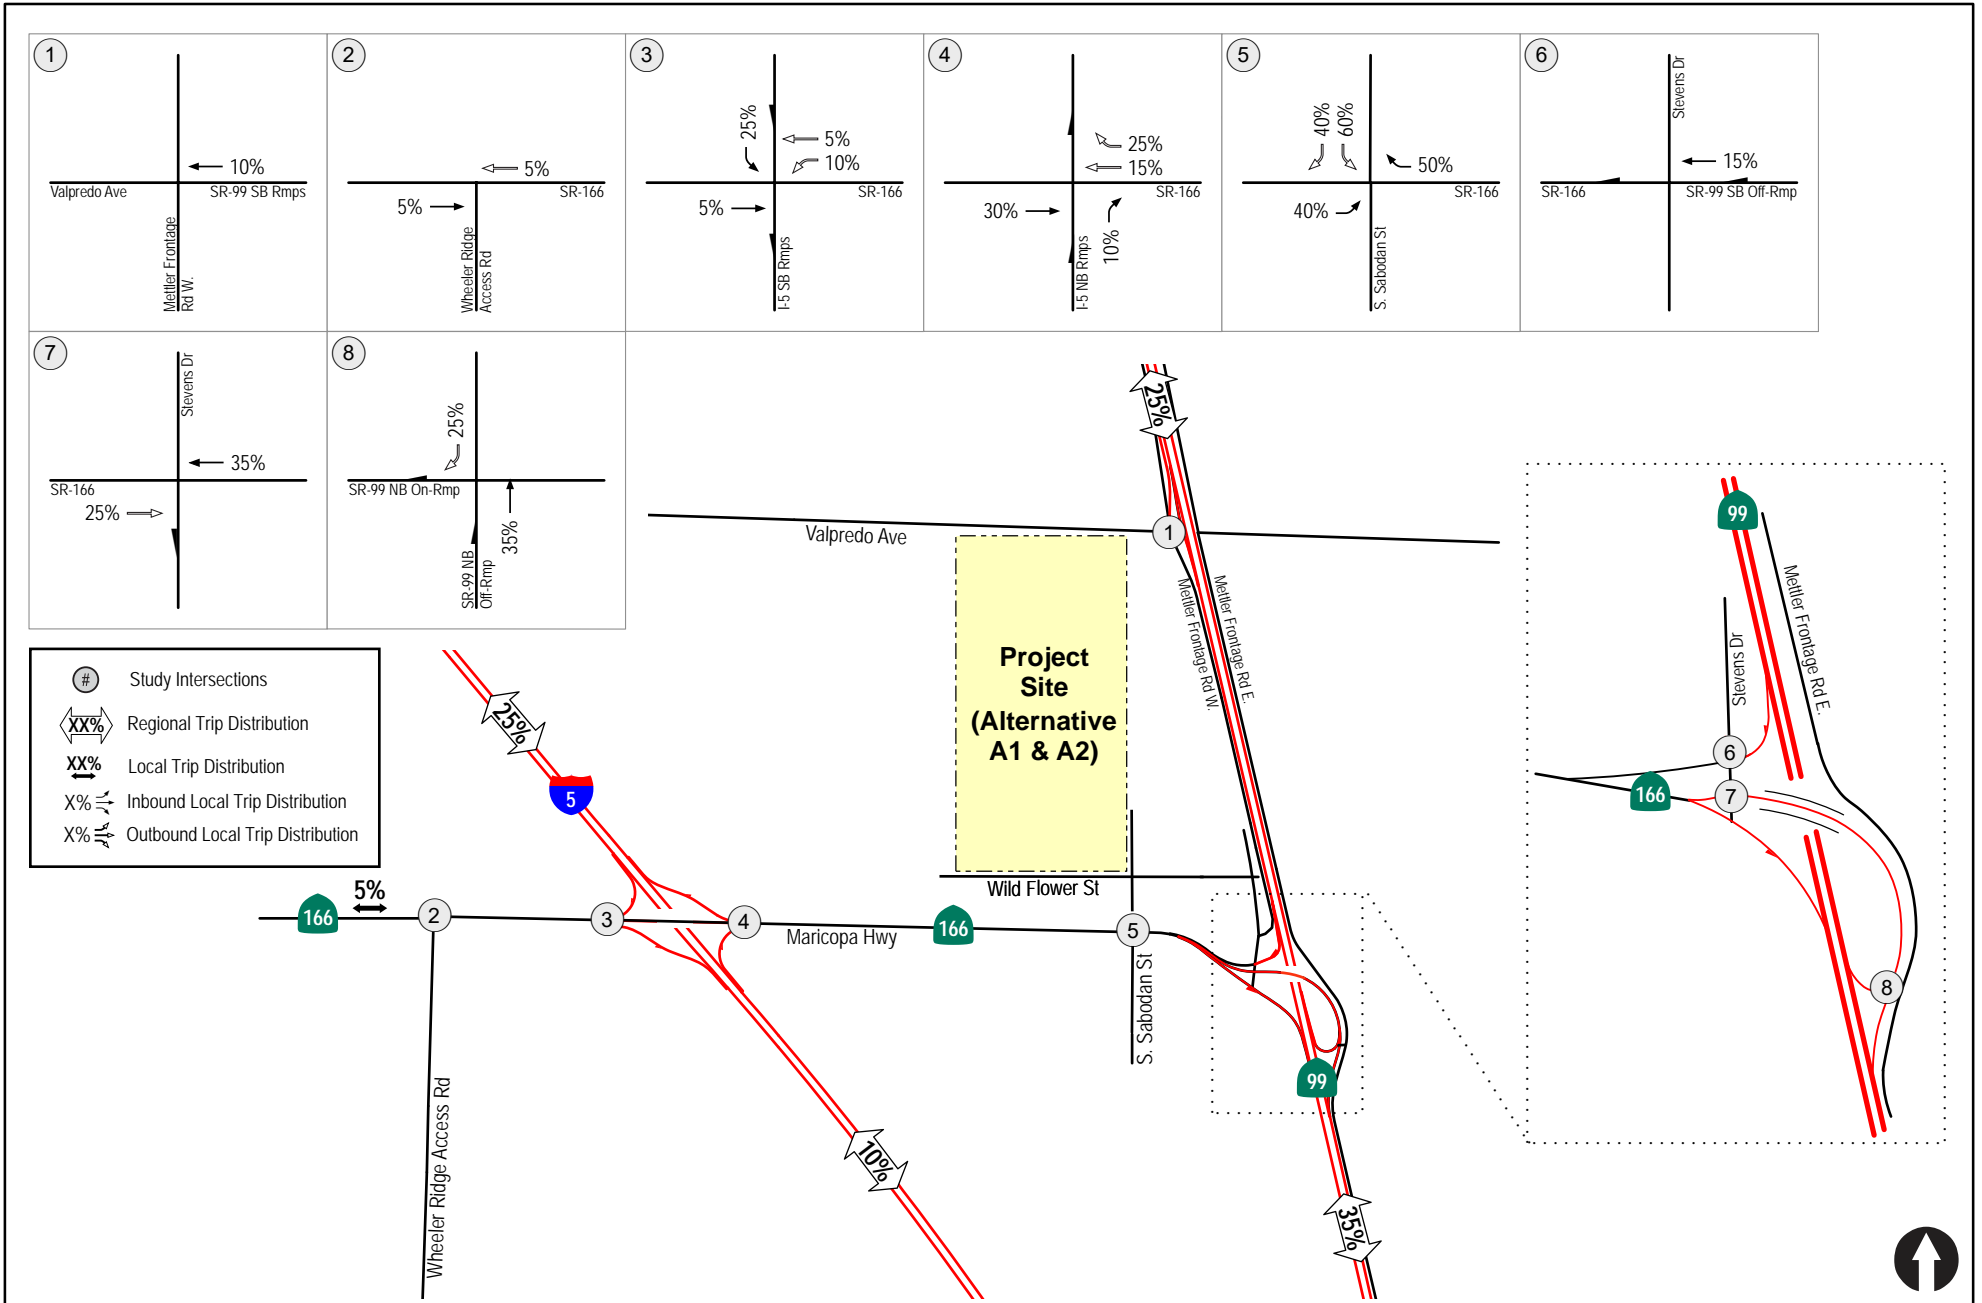 1
10%
Valpredo Ave
SR-99 SB Rmps
Mettler Frontage
Rd W.
2
5%
SR-166
5%
Wheeler Ridge
Access Rd
3
25%
5%
10%
SR-166
5%
I-5 SB Rmps
4
25%
15%
SR-166
30%
10%
I-5 NB Rmps
5
40%
60%
50%
SR-166
40%
S. Sabodan St
6
Stevens Dr
15%
SR-166
SR-99 SB Off-Rmp
7
Stevens Dr
35%
SR-166
25%
8
25%
SR-99 NB On-Rmp
35%
SR-99 NB
Off-Rmp
# Study Intersections
XX% Regional Trip Distribution
XX% Local Trip Distribution
X% Inbound Local Trip Distribution
X% Outbound Local Trip Distribution
25%
Valpredo Ave
1
Mettler Frontage Rd W.
Mettler Frontage Rd E.
Project
Site
(Alternative
A1 & A2)
25%
5
Wild Flower St
166
5%
2
3
4
Maricopa Hwy
166
5
S. Sabodan St
Wheeler Ridge Access Rd
10%
99
35%
99
Mettler Frontage Rd E.
Stevens Dr
6
166
7
8